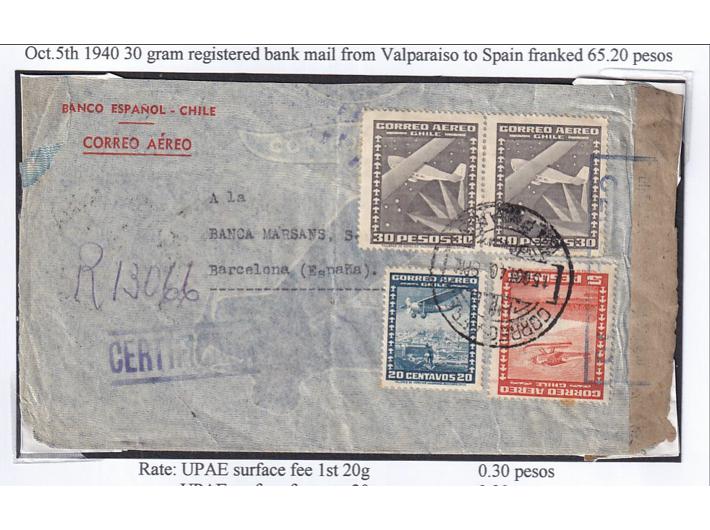 Oct.5th 1940 30 gram registered bank mail from Valparaiso to Spain franked 65.20 pesos
BANCO ESPAÑOL - CHILE
CORREO AÉREO
A la
BANCA MARSANS, S-
Barcelona (España).
R 13066
CERTIFI
CORREO AEREO
CHILE
30 PESOS 30
CORREO AEREO
CHILE
30 PESOS 30
CORREO AEREO
CHILE
20 CENTAVOS 20
5 PESOS
CHILE
CORREO AEREO
Rate: UPAE surface fee 1st 20g 0.30 pesos